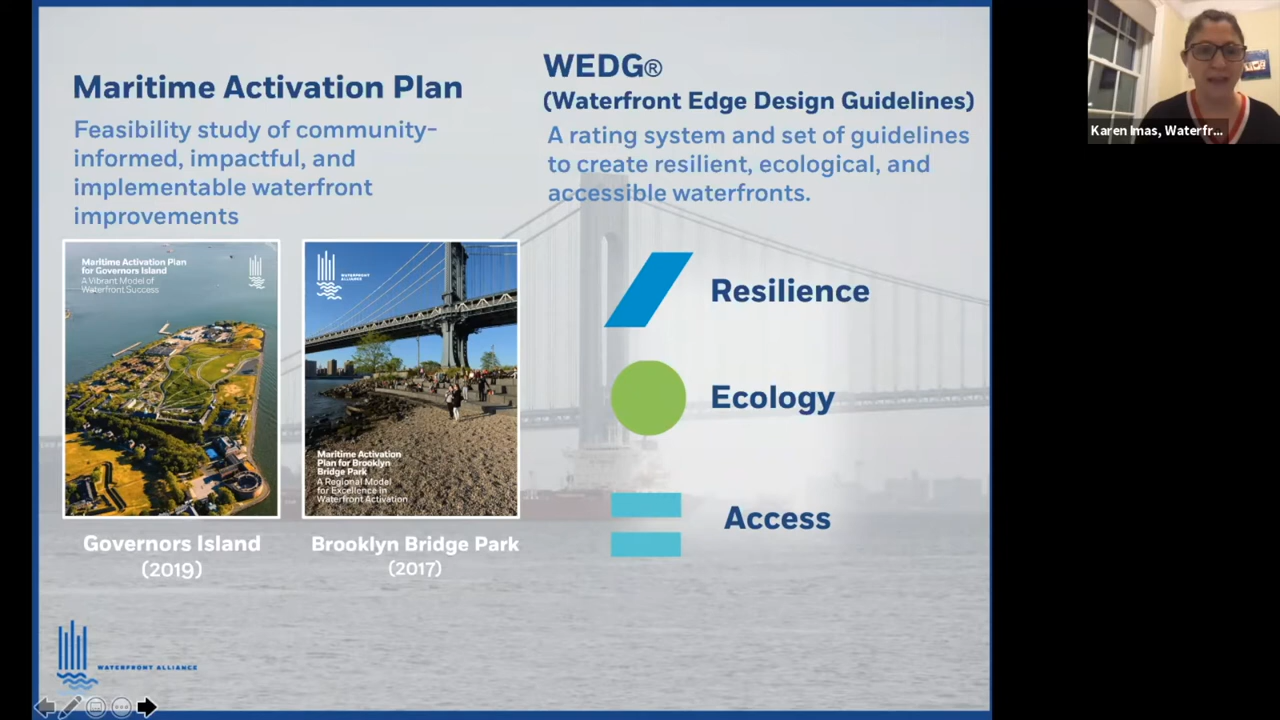 Maritime Activation Plan
Feasibility study of community-
informed, impactful, and
implementable waterfront
improvements
Maritime Activation Plan
for Governors Island
A Vibrant Model of
Waterfront Success
WATERFRONT
ALLIANCE
Maritime Activation
Plan for Brooklyn
Bridge Park
A Regional Model
for Excellence in
Waterfront Activation
Governors Island
(2019)
Brooklyn Bridge Park
(2017)
WEDG®
(Waterfront Edge Design Guidelines)
A rating system and set of guidelines
to create resilient, ecological, and
accessible waterfronts.
Resilience
Ecology
Access
WATERFRONT ALLIANCE
Karen Imas, Waterfr...